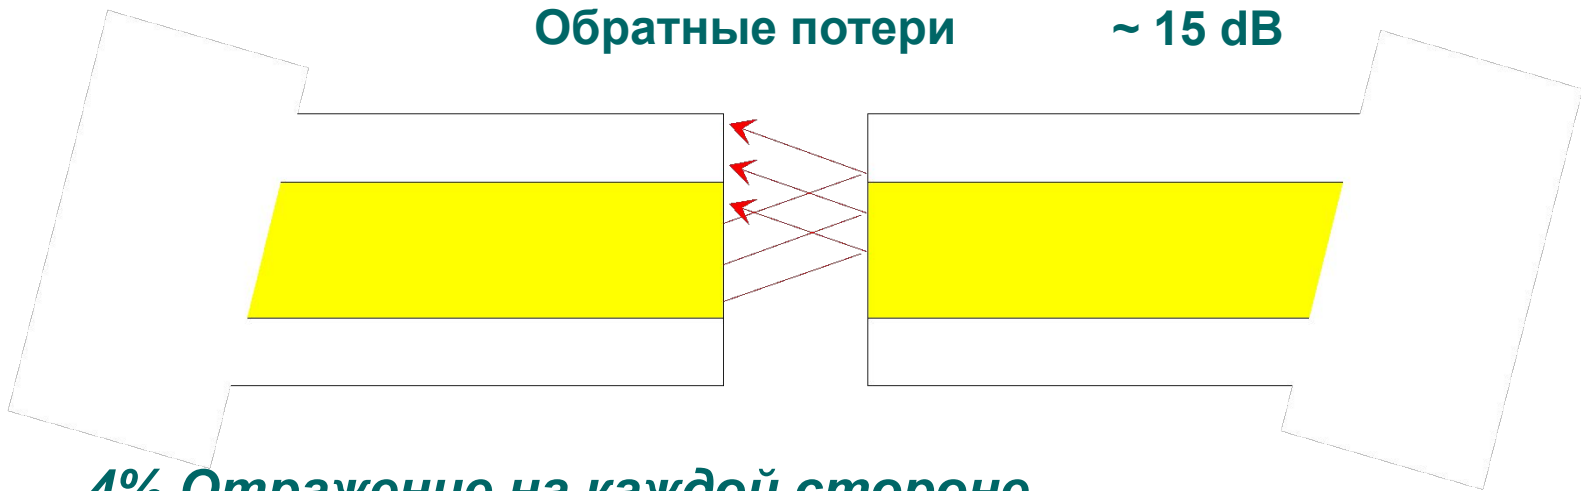 Обратные потери ~ 15 dB
4% Отражение на каждой стороне